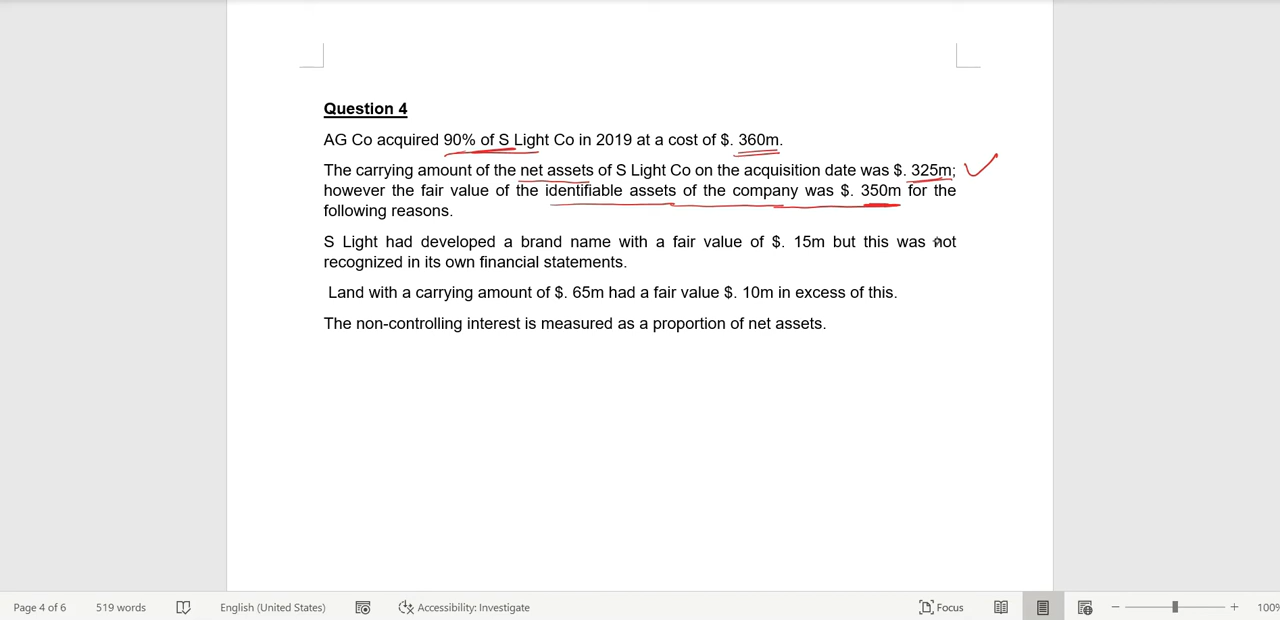 Question 4
AG Co acquired 90% of S Light Co in 2019 at a cost of $. 360m.
The carrying amount of the net assets of S Light Co on the acquisition date was $. 325m;
however the fair value of the identifiable assets of the company was $. 350m for the
following reasons.
S Light had developed a brand name with a fair value of $. 15m but this was not
recognized in its own financial statements.
Land with a carrying amount of $. 65m had a fair value $. 10m in excess of this.
The non-controlling interest is measured as a proportion of net assets.
Page 4 of 6 519 words English (United States) Accessibility: Investigate Focus 100%